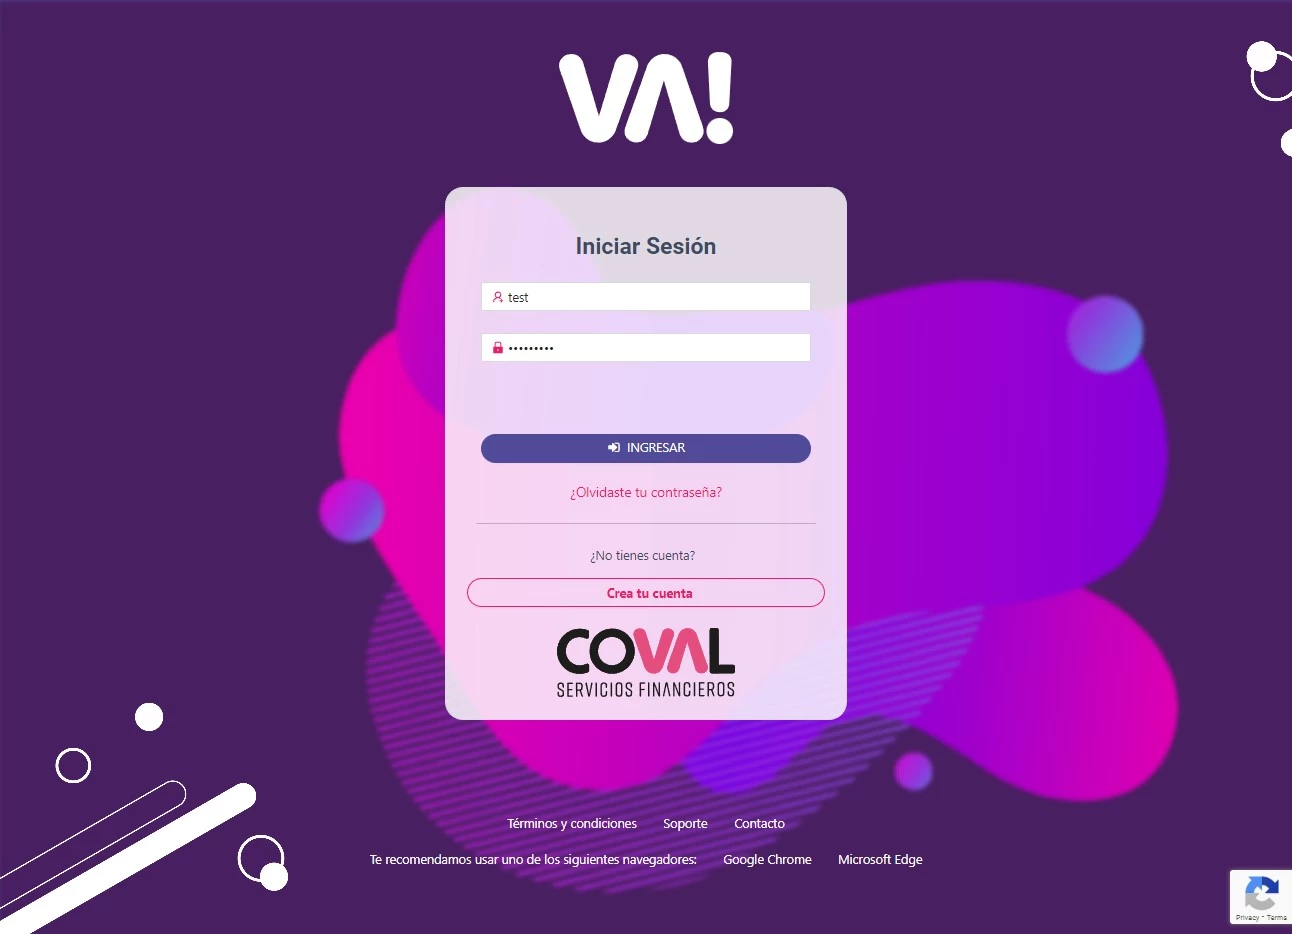 VA!
Iniciar Sesión
test
•••••••••
INGRESAR
¿Olvidaste tu contraseña?
¿No tienes cuenta?
Crea tu cuenta
COVAL
SERVICIOS FINANCIEROS
Términos y condiciones Soporte Contacto
Te recomendamos usar uno de los siguientes navegadores: Google Chrome Microsoft Edge
Privacy - Terms